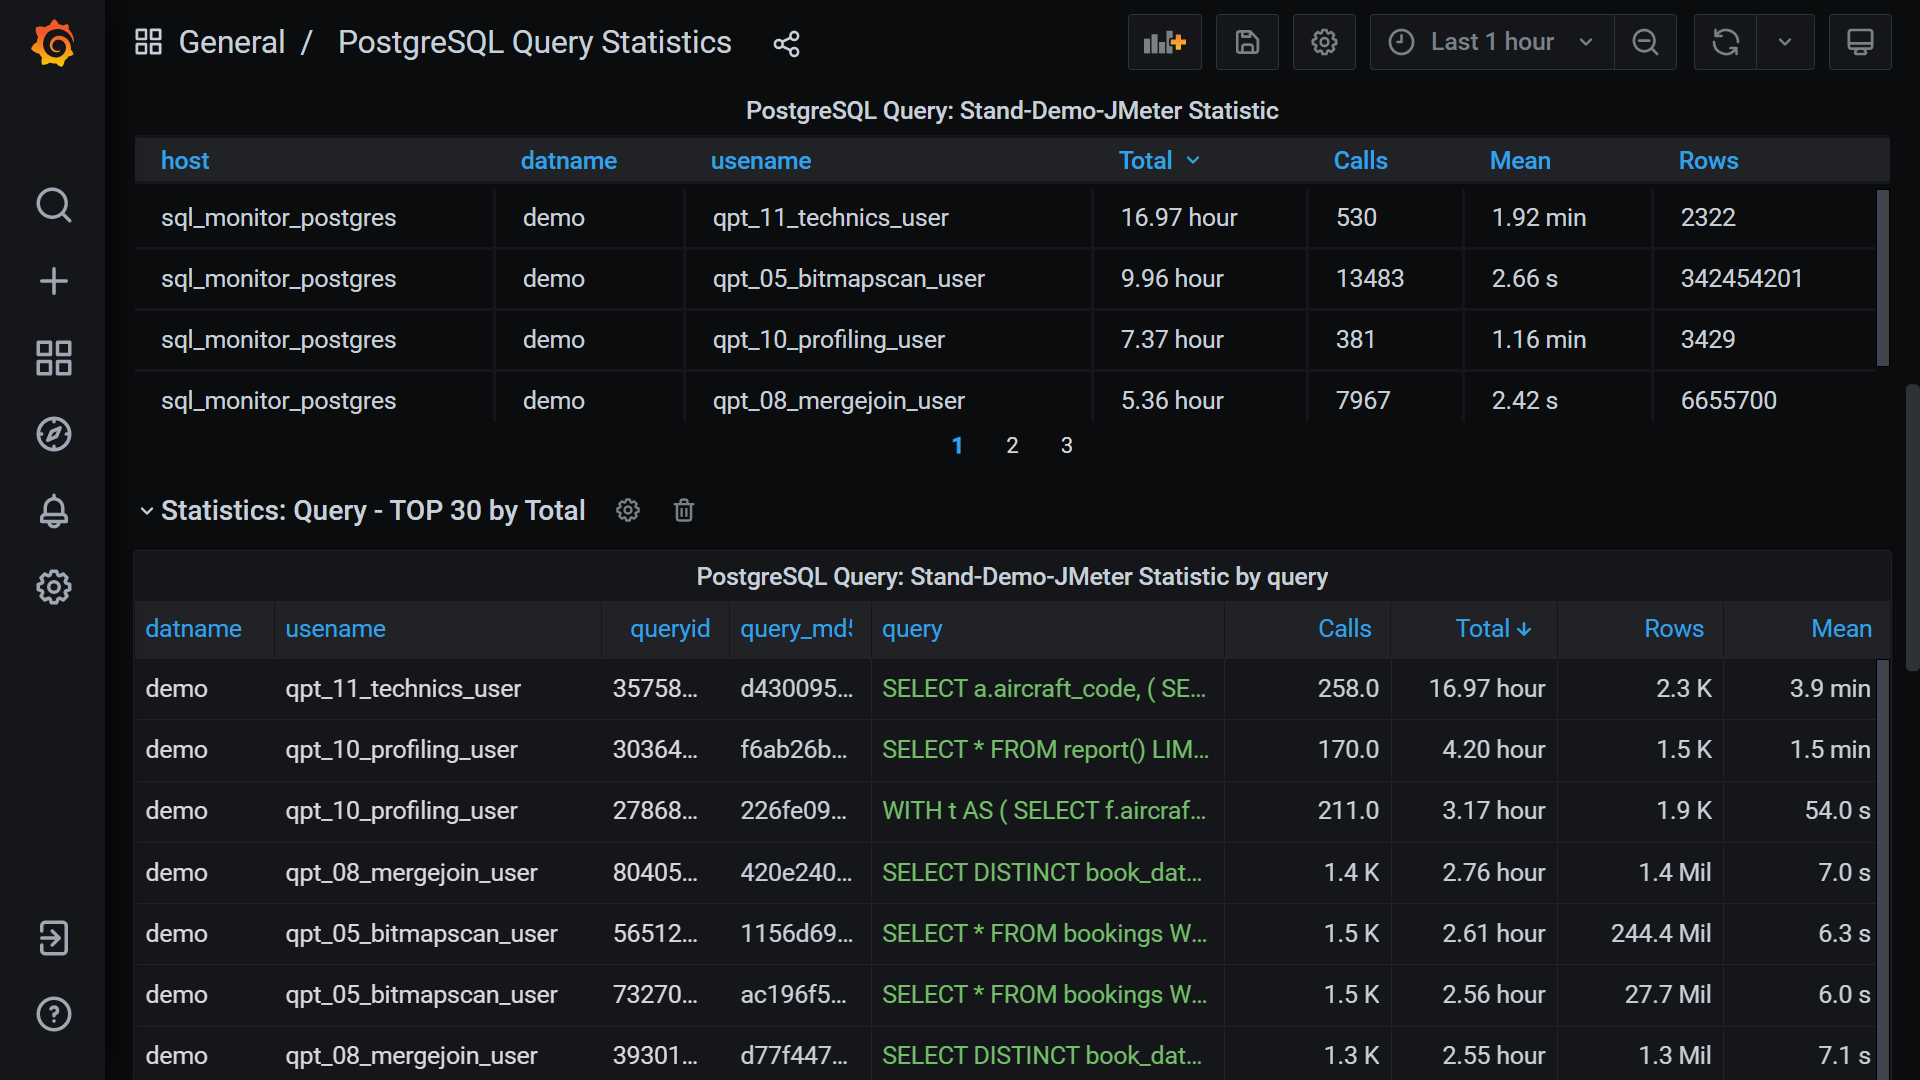 General / PostgreSQL Query Statistics
Last 1 hour
PostgreSQL Query: Stand-Demo-JMeter Statistic
host datname usename Total Calls Mean Rows
sql_monitor_postgres demo qpt_11_technics_user 16.97 hour 530 1.92 min 2322
sql_monitor_postgres demo qpt_05_bitmapscan_user 9.96 hour 13483 2.66 s 342454201
sql_monitor_postgres demo qpt_10_profiling_user 7.37 hour 381 1.16 min 3429
sql_monitor_postgres demo qpt_08_mergejoin_user 5.36 hour 7967 2.42 s 6655700
1 2 3
Statistics: Query - TOP 30 by Total
PostgreSQL Query: Stand-Demo-JMeter Statistic by query
datname usename queryid query_md5 query Calls Total Rows Mean
demo qpt_11_technics_user 35758... d430095... SELECT a.aircraft_code, ( SE... 258.0 16.97 hour 2.3 K 3.9 min
demo qpt_10_profiling_user 30364... f6ab26b... SELECT * FROM report() LIM... 170.0 4.20 hour 1.5 K 1.5 min
demo qpt_10_profiling_user 27868... 226fe09... WITH t AS ( SELECT f.aircraf... 211.0 3.17 hour 1.9 K 54.0 s
demo qpt_08_mergejoin_user 80405... 420e240... SELECT DISTINCT book_dat... 1.4 K 2.76 hour 1.4 Mil 7.0 s
demo qpt_05_bitmapscan_user 56512... 1156d69... SELECT * FROM bookings W... 1.5 K 2.61 hour 244.4 Mil 6.3 s
demo qpt_05_bitmapscan_user 73270... ac196f5... SELECT * FROM bookings W... 1.5 K 2.56 hour 27.7 Mil 6.0 s
demo qpt_08_mergejoin_user 39301... d77f447... SELECT DISTINCT book_dat... 1.3 K 2.55 hour 1.3 Mil 7.1 s